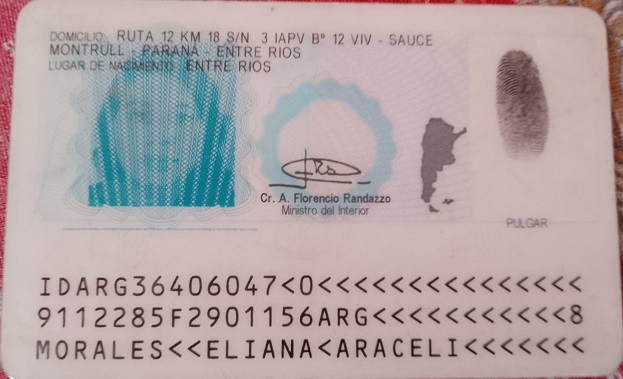 DOMICILIO: RUTA 12 KM 18 S/N 3 IAPV Bº 12 VIV - SAUCE
MONTRULL - PARANA - ENTRE RIOS
LUGAR DE NACIMIENTO: ENTRE RIOS
Cr. A. Florencio Randazzo
Ministro del Interior
PULGAR
IDARG36406047<0<<<<<<<<<<<<<<<
9112285F2901156ARG<<<<<<<<<<<8
MORALES<<ELIANA<ARACELI<<<<<<<